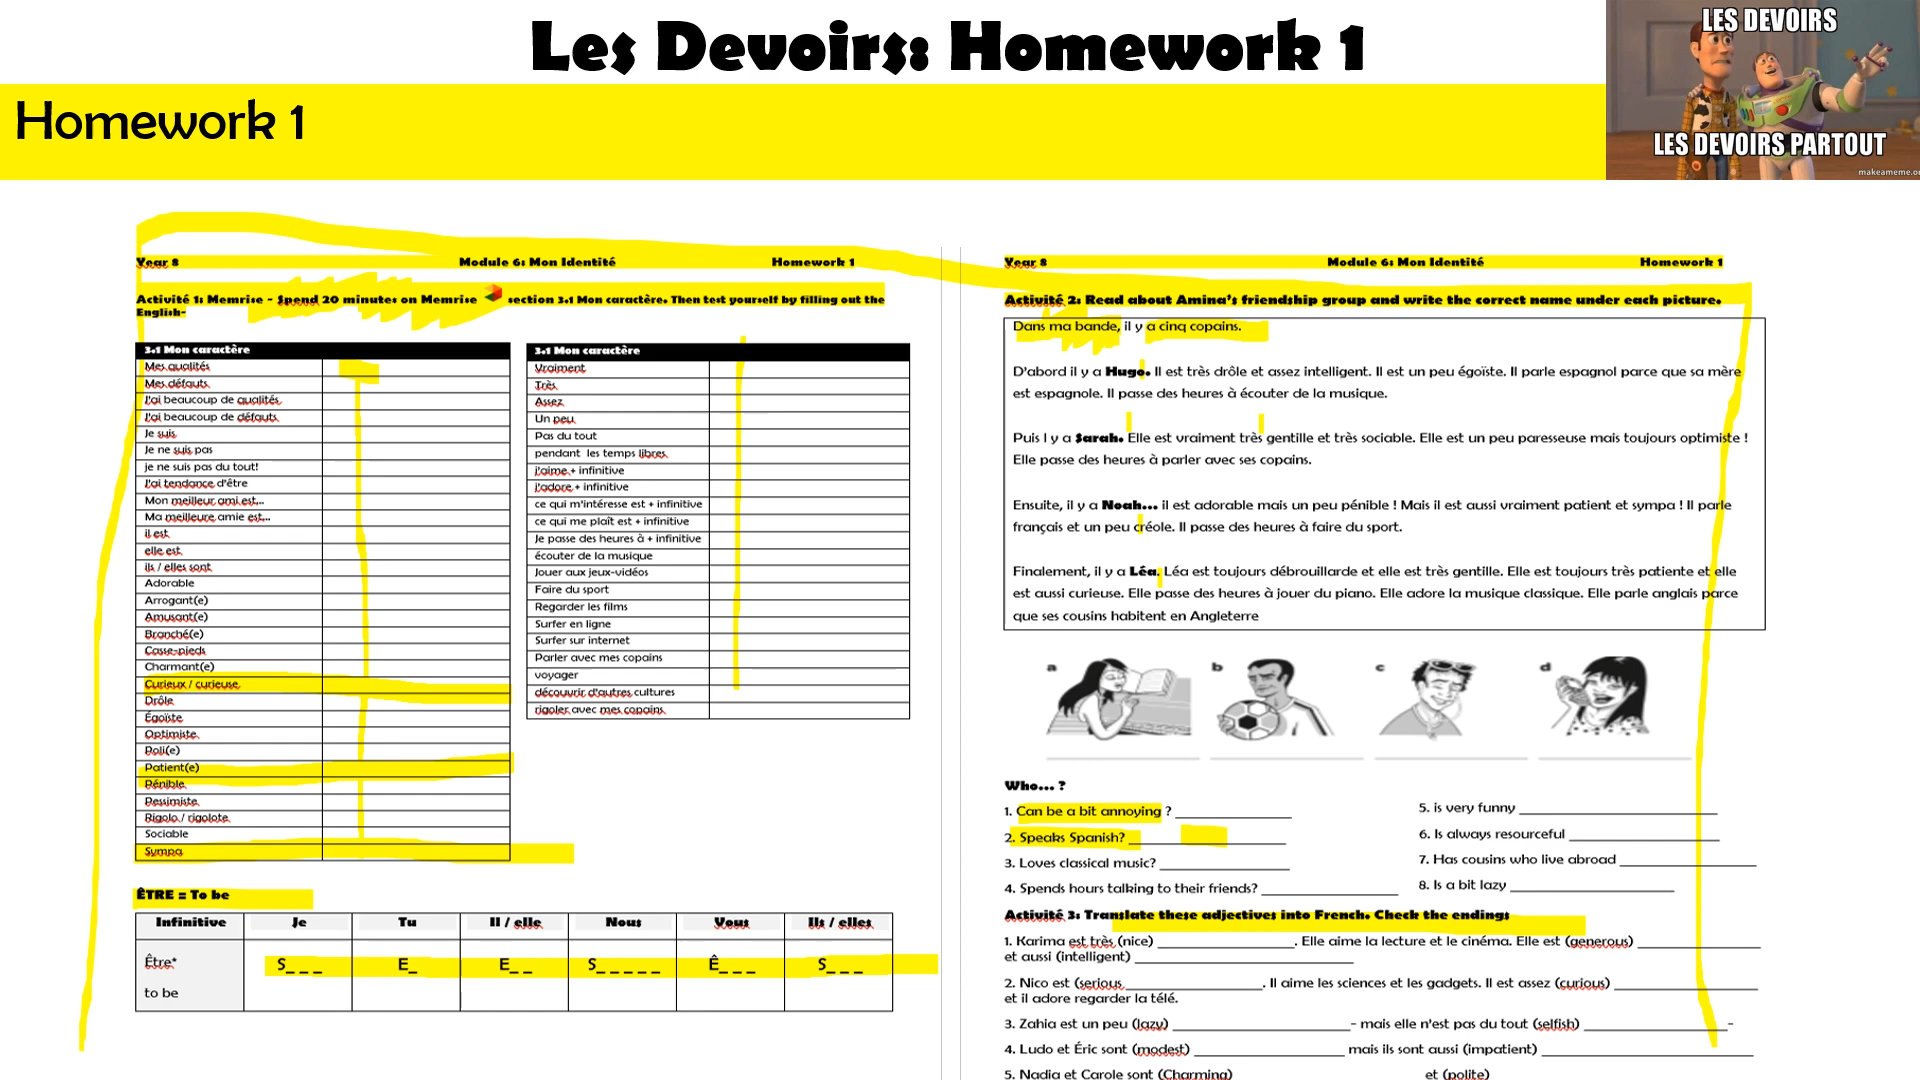 Les Devoirs: Homework 1
Homework 1
LES DEVOIRS
LES DEVOIRS PARTOUT
makeameme.or
Year 8 Module 6: Mon Identité Homework 1
Activité 1: Memrise - Spend 20 minutes on Memrise section 3.1 Mon caractère. Then test yourself by filling out the
English-
3.1 Mon caractère
Mes qualités
Mes défauts
J'ai beaucoup de qualités
J'ai beaucoup de défauts
Je suis
Je ne suis pas
je ne suis pas du tout!
J'ai tendance d'être
Mon meilleur ami est...
Ma meilleure amie est...
il est
elle est
ils / elles sont
Adorable
Arrogant(e)
Amusant(e)
Branché(e)
Casse-pieds
Charmant(e)
Curieux / curieuse
Drôle
Égoïste
Optimiste
Poli(e)
Patient(e)
Pénible
Pessimiste
Rigolo / rigolote
Sociable
Sympa
3.1 Mon caractère
Vraiment
Très
Assez
Un peu
Pas du tout
pendant les temps libres
j'aime + infinitive
j'adore + infinitive
ce qui m'intéresse est + infinitive
ce qui me plaît est + infinitive
Je passe des heures à + infinitive
écouter de la musique
Jouer aux jeux-vidéos
Faire du sport
Regarder les films
Surfer en ligne
Surfer sur internet
Parler avec mes copains
voyager
découvrir d'autres cultures
rigoler avec mes copains
ÊTRE = To be
Infinitive Je Tu Il / elle Nous Vous Ils / elles
Être* S_ _ _ E_ E_ _ S_ _ _ _ _ Ê_ _ _ S_ _ _
to be
Year 8 Module 6: Mon Identité Homework 1
Activité 2: Read about Amina's friendship group and write the correct name under each picture.
Dans ma bande, il y a cinq copains.
D'abord il y a Hugo. Il est très drôle et assez intelligent. Il est un peu égoïste. Il parle espagnol parce que sa mère
est espagnole. Il passe des heures à écouter de la musique.
Puis l y a Sarah. Elle est vraiment très gentille et très sociable. Elle est un peu paresseuse mais toujours optimiste !
Elle passe des heures à parler avec ses copains.
Ensuite, il y a Noah... il est adorable mais un peu pénible ! Mais il est aussi vraiment patient et sympa ! Il parle
français et un peu créole. Il passe des heures à faire du sport.
Finalement, il y a Léa. Léa est toujours débrouillarde et elle est très gentille. Elle est toujours très patiente et elle
est aussi curieuse. Elle passe des heures à jouer du piano. Elle adore la musique classique. Elle parle anglais parce
que ses cousins habitent en Angleterre
a b c d
Who... ?
1. Can be a bit annoying ? ____________
2. Speaks Spanish? ____________
3. Loves classical music? ____________
4. Spends hours talking to their friends? ____________
5. is very funny ____________
6. Is always resourceful ____________
7. Has cousins who live abroad ____________
8. Is a bit lazy ____________
Activité 3: Translate these adjectives into French. Check the endings
1. Karima est très (nice) ____________. Elle aime la lecture et le cinéma. Elle est (generous) ____________
et aussi (intelligent) ____________
2. Nico est (serious ____________. Il aime les sciences et les gadgets. Il est assez (curious) ____________
et il adore regarder la télé.
3. Zahia est un peu (lazy) ____________- mais elle n'est pas du tout (selfish) ____________-
4. Ludo et Éric sont (modest) ____________ mais ils sont aussi (impatient) ____________
5. Nadia et Carole sont (Charming) et (polite)